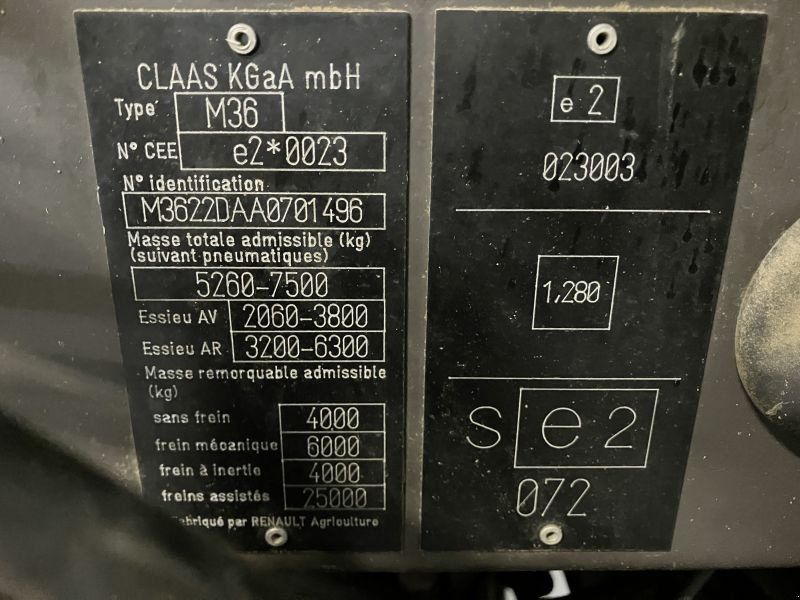 CLAAS KGaA mbH
Type M36
N° CEE e2*0023
N° identification
M3622DAA0701496
Masse totale admissible (kg)
(suivant pneumatiques)
5260-7500
Essieu AV 2060-3800
Essieu AR 3200-6300
Masse remorquable admissible
(kg)
sans frein 4000
frein mécanique 6000
frein à inertie 4000
freins assistés 25000
Fabriqué par RENAULT Agriculture
e 2
023003
1,280
s e 2
072